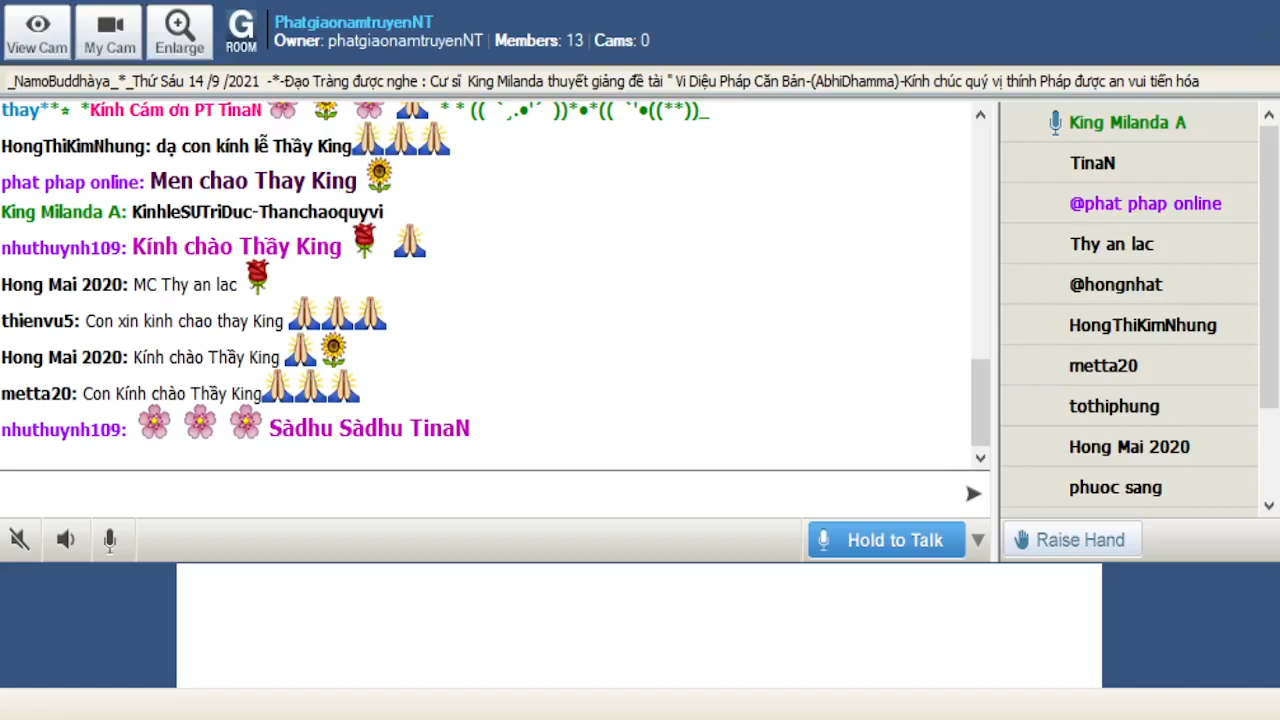 View Cam
My Cam
Enlarge
G ROOM
PhatgiaonamtruyenNT
Owner: phatgiaonamtruyenNT | Members: 13 | Cams: 0
_NamoBuddhàya_*_Thứ Sáu 14 /9 /2021 -*-Đạo Tràng được nghe : Cư sĩ King Milanda thuyết giảng đề tài " Vi Diệu Pháp Căn Bản-(AbhiDhamma)-Kính chúc quý vị thính Pháp được an vui tiến hóa
thay**⭒ *Kính Cám ơn PT TinaN 🌸 🌻 🌸 🙏 * * (( `,.•'´ ))*•*(( `'•((**))_
HongThiKimNhung: dạ con kính lễ Thầy King🙏🙏🙏
phat phap online: Men chao Thay King 🌻
King Milanda A: KinhleSUTriDuc-Thanchaoquyvi
nhuthuynh109: Kính chào Thầy King 🌹 🙏
Hong Mai 2020: MC Thy an lac 🌹
thienvu5: Con xin kinh chao thay King 🙏🙏🙏
Hong Mai 2020: Kính chào Thầy King 🙏🌻
metta20: Con Kính chào Thầy King🙏🙏🙏
nhuthuynh109: 🌸 🌸 🌸 Sàdhu Sàdhu TinaN
Hold to Talk
King Milanda A
TinaN
@phat phap online
Thy an lac
@hongnhat
HongThiKimNhung
metta20
tothiphung
Hong Mai 2020
phuoc sang
Raise Hand